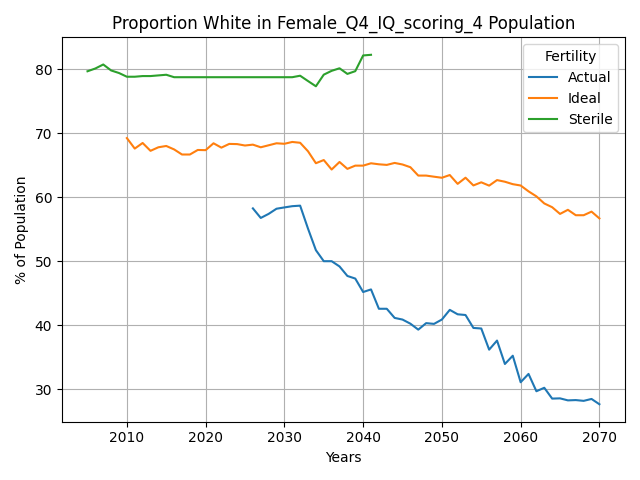 Proportion White in Female_Q4_IQ_scoring_4 Population
% of Population
80
70
60
50
40
30
2010 2020 2030 2040 2050 2060 2070
Years
Fertility
Actual
Ideal
Sterile